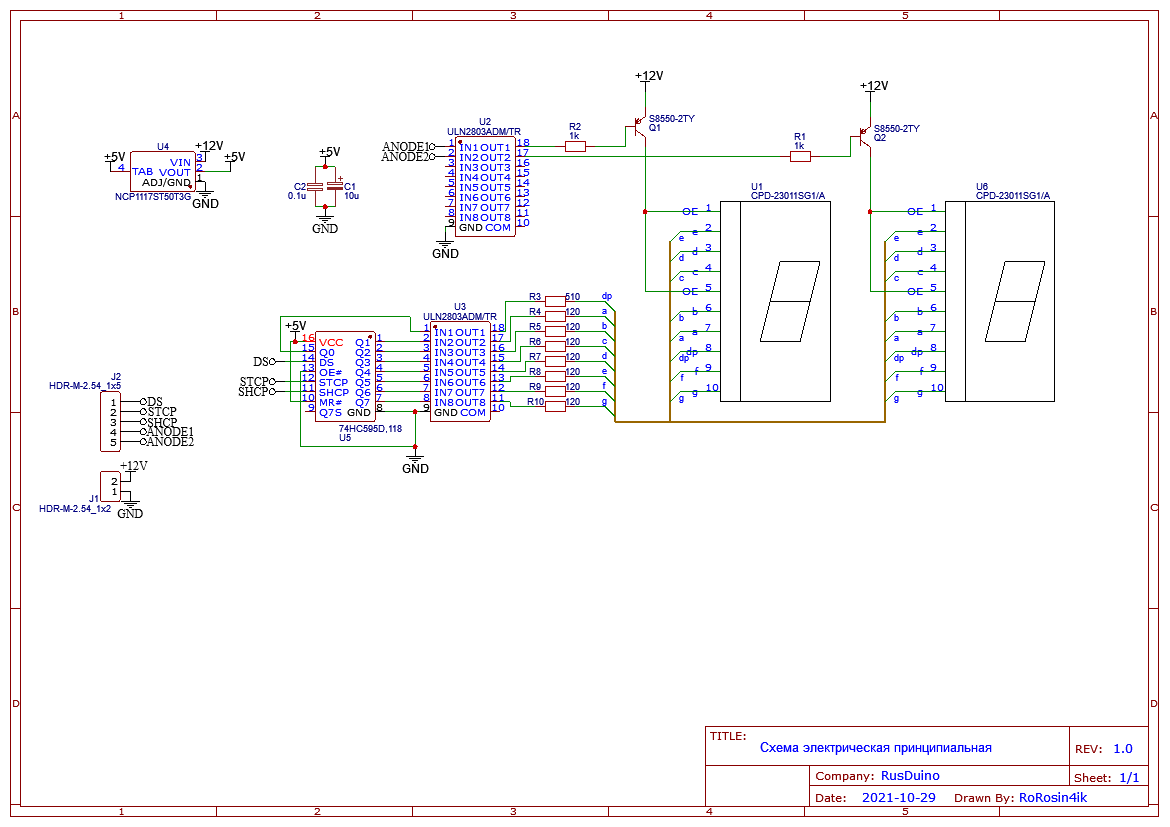 1 2 3 4 5
A
B
C
D
A
B
C
D
+5V
U4
+12V
+5V
4 TAB VIN 3
VOUT 2
ADJ/GND 1
NCP1117ST50T3G
GND
+5V
C2
0.1u
+
C1
10u
GND
U2
ULN2803ADM/TR
ANODE1 1 IN1 OUT1 18
ANODE2 2 IN2 OUT2 17
3 IN3 OUT3 16
4 IN4 OUT4 15
5 IN5 OUT5 14
6 IN6 OUT6 13
7 IN7 OUT7 12
8 IN8 OUT8 11
9 GND COM 10
GND
R2
1k
+12V
S8550-2TY
Q1
R1
1k
+12V
S8550-2TY
Q2
U1
CPD-23011SG1/A
OE 1
e e 2
d d 3
c c 4
OE 5
b b 6
a a 7
dp dp 8
f f 9
g g 10
U6
CPD-23011SG1/A
OE 1
e e 2
d d 3
c c 4
OE 5
b b 6
a a 7
dp dp 8
f f 9
g g 10
U3
ULN2803ADM/TR
1 IN1 OUT1 18
2 IN2 OUT2 17
3 IN3 OUT3 16
4 IN4 OUT4 15
5 IN5 OUT5 14
6 IN6 OUT6 13
7 IN7 OUT7 12
8 IN8 OUT8 11
9 GND COM 10
R3 510 dp
R4 120 a
R5 120 b
R6 120 c
R7 120 d
R8 120 e
R9 120 f
R10 120 g
+5V
16 VCC Q1 1
15 Q0 Q2 2
DS 14 DS Q3 3
13 OE# Q4 4
STCP 12 STCP Q5 5
SHCP 11 SHCP Q6 6
10 MR# Q7 7
9 Q7S GND 8
74HC595D,118
U5
GND
J2
HDR-M-2.54_1x5
1 DS
2 STCP
3 SHCP
4 ANODE1
5 ANODE2
+12V
2
1
J1
HDR-M-2.54_1x2
GND
TITLE:
Схема электрическая принципиальная
REV: 1.0
Company: RusDuino
Sheet: 1/1
Date: 2021-10-29 Drawn By: RoRosin4ik
1 2 3 4 5